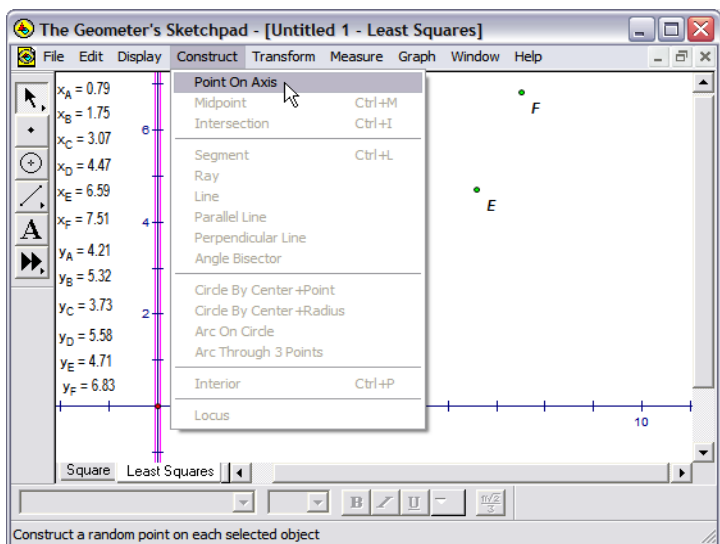 The Geometer's Sketchpad - [Untitled 1 - Least Squares]
File Edit Display Construct Transform Measure Graph Window Help
Point On Axis
Midpoint Ctrl+M
Intersection Ctrl+I
Segment Ctrl+L
Ray
Line
Parallel Line
Perpendicular Line
Angle Bisector
Circle By Center+Point
Circle By Center+Radius
Arc On Circle
Arc Through 3 Points
Interior Ctrl+P
Locus
A
xA = 0.79
xB = 1.75
xC = 3.07
xD = 4.47
xE = 6.59
xF = 7.51
yA = 4.21
yB = 5.32
yC = 3.73
yD = 5.58
yE = 4.71
yF = 6.83
6
4
2
F
E
10
Square Least Squares
B I U
Construct a random point on each selected object